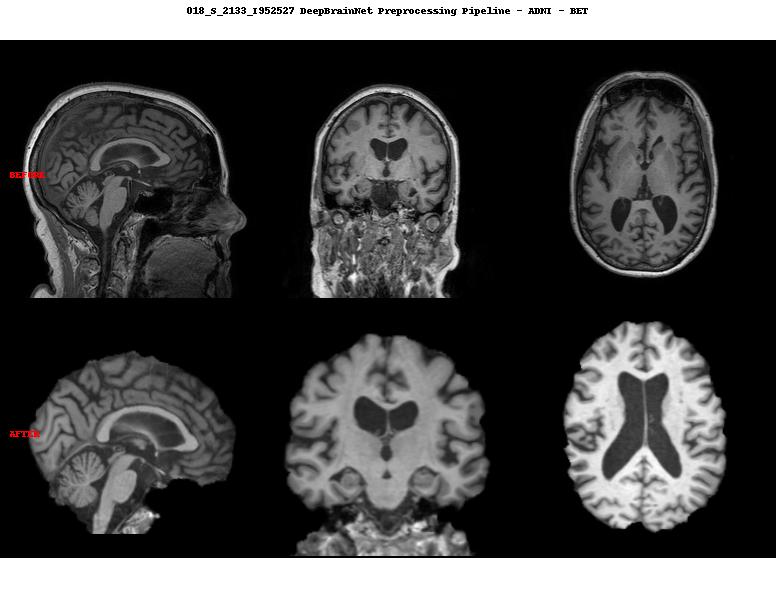 018_S_2133_I952527 DeepBrainNet Preprocessing Pipeline - ADNI - BET
BEFORE
AFTER